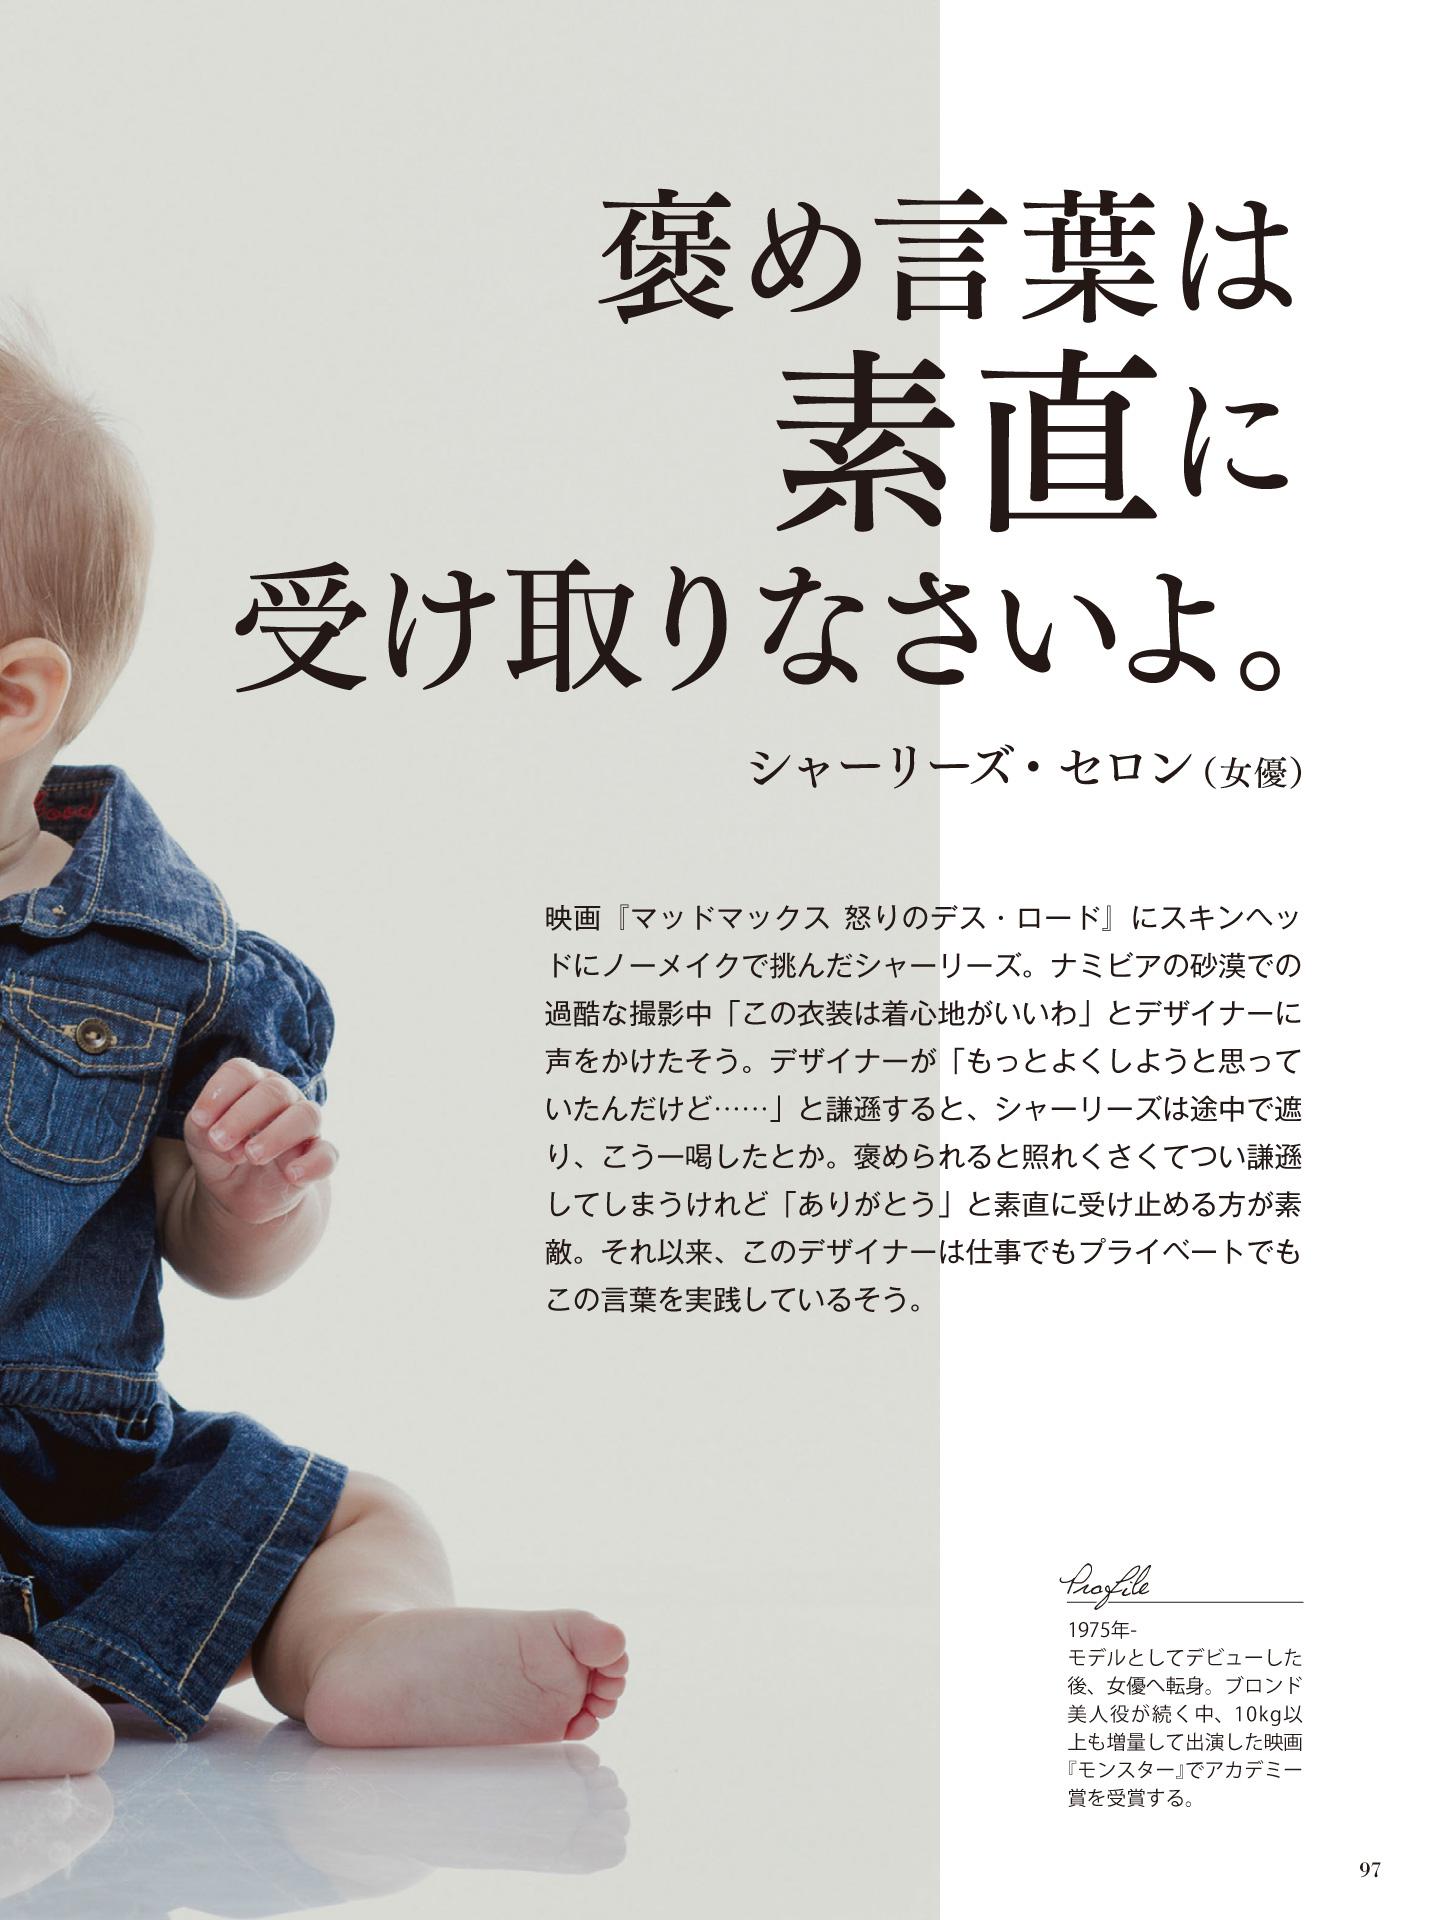 褒め言葉は
素直に
受け取りなさいよ。
シャーリーズ・セロン（女優）
映画『マッドマックス 怒りのデス・ロード』にスキンヘッ
ドにノーメイクで挑んだシャーリーズ。ナミビアの砂漠での
過酷な撮影中「この衣装は着心地がいいわ」とデザイナーに
声をかけたそう。デザイナーが「もっとよくしようと思って
いたんだけど……」と謙遜すると、シャーリーズは途中で遮
り、こう一喝したとか。褒められると照れくさくてつい謙遜
してしまうけれど「ありがとう」と素直に受け止める方が素
敵。それ以来、このデザイナーは仕事でもプライベートでも
この言葉を実践しているそう。
Profile
1975年-
モデルとしてデビューした
後、女優へ転身。ブロンド
美人役が続く中、10kg以
上も増量して出演した映画
『モンスター』でアカデミー
賞を受賞する。
97